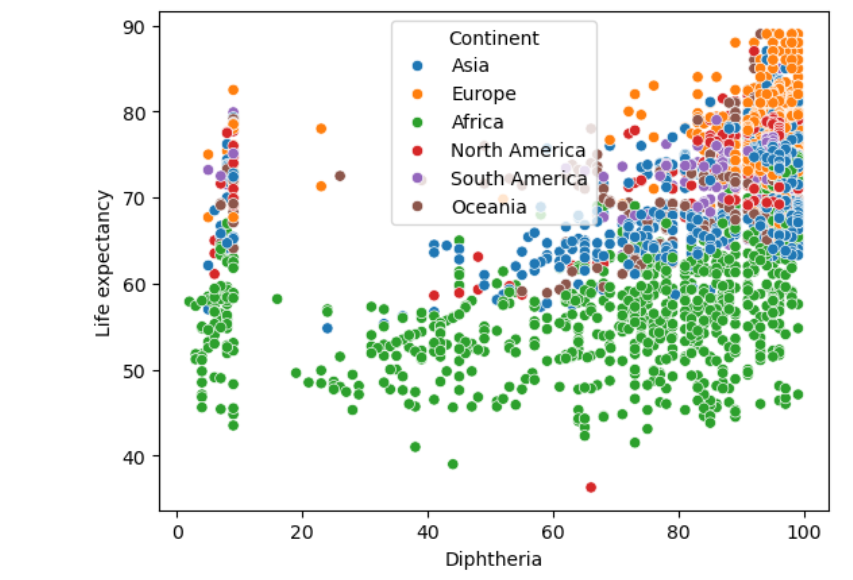 90
80
70
60
50
40
Life expectancy
Continent
Asia
Europe
Africa
North America
South America
Oceania
0 20 40 60 80 100
Diphtheria